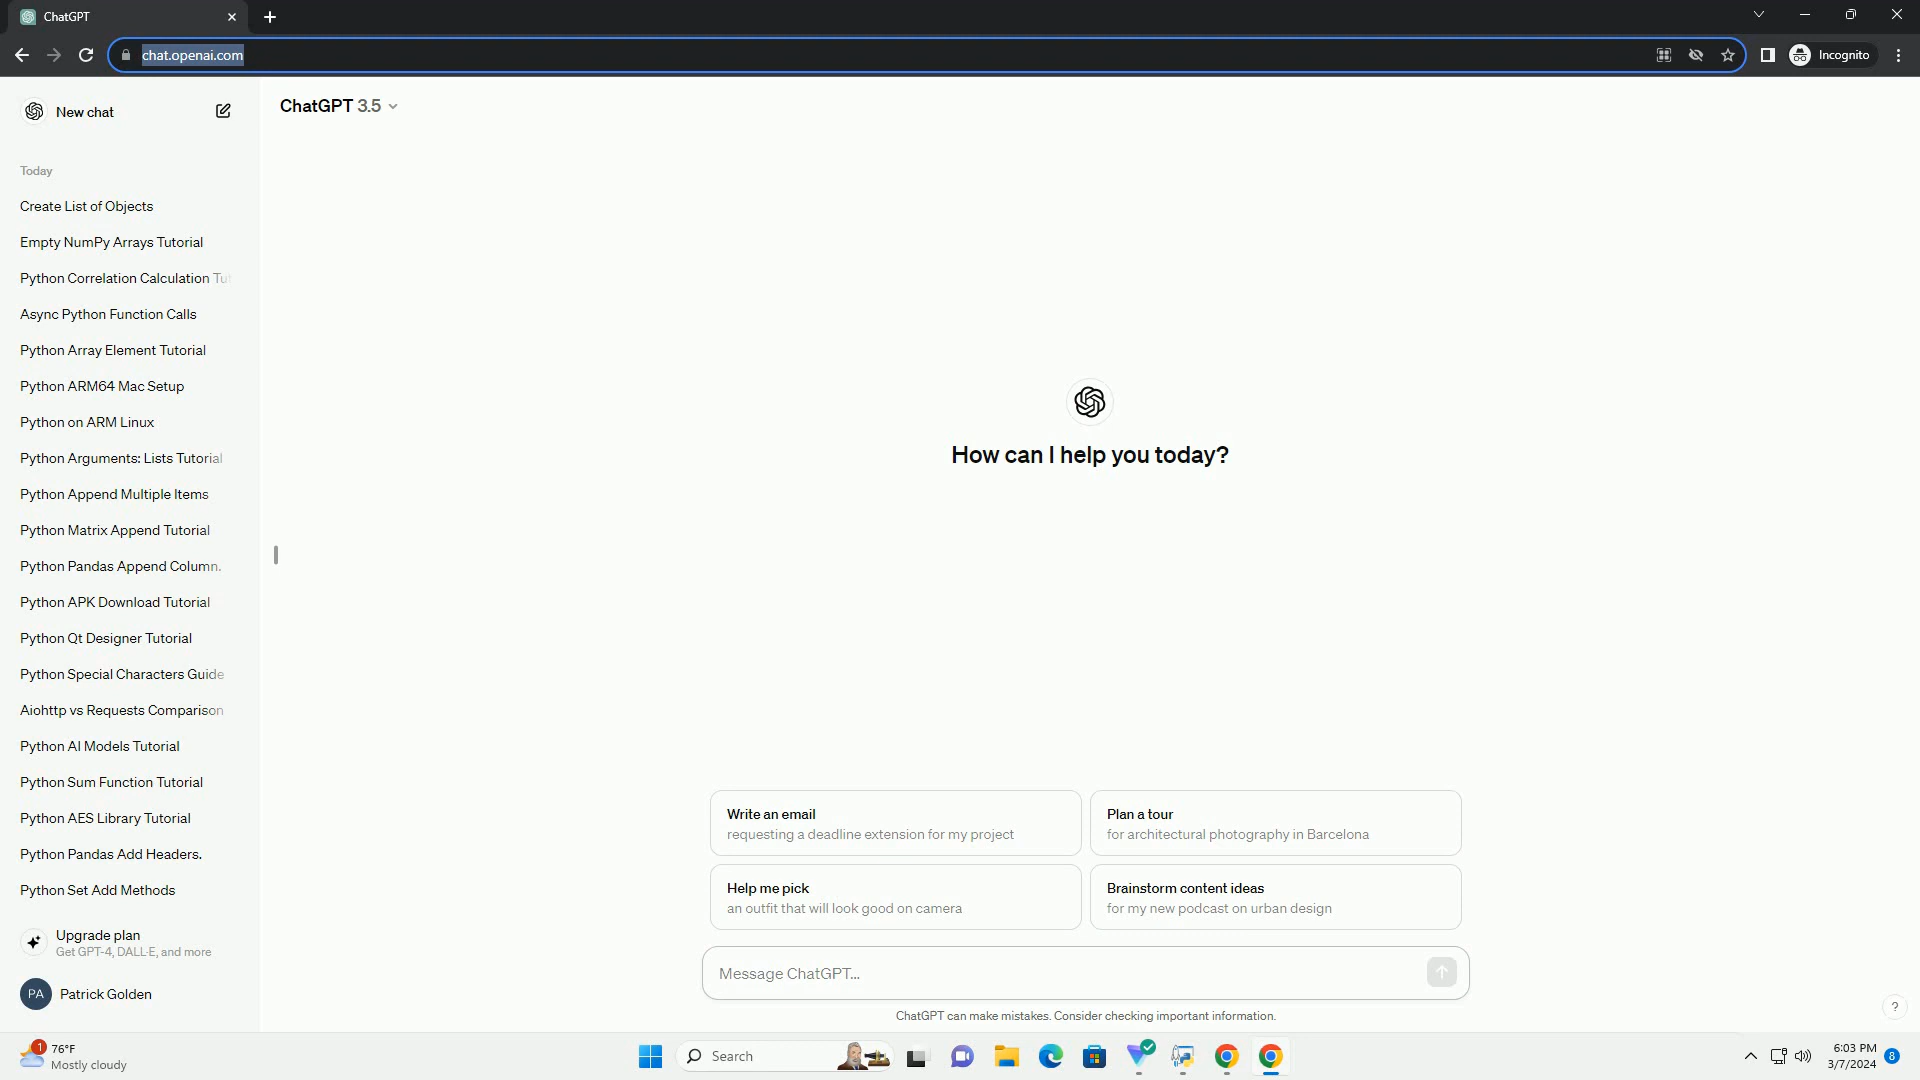 ChatGPT
chat.openai.com
Incognito
New chat
ChatGPT 3.5
Today
Create List of Objects
Empty NumPy Arrays Tutorial
Python Correlation Calculation Tut
Async Python Function Calls
Python Array Element Tutorial
Python ARM64 Mac Setup
Python on ARM Linux
Python Arguments: Lists Tutorial
Python Append Multiple Items
Python Matrix Append Tutorial
Python Pandas Append Column.
Python APK Download Tutorial
Python Qt Designer Tutorial
Python Special Characters Guide
Aiohttp vs Requests Comparison
Python AI Models Tutorial
Python Sum Function Tutorial
Python AES Library Tutorial
Python Pandas Add Headers.
Python Set Add Methods
Upgrade plan
Get GPT-4, DALL·E, and more
PA Patrick Golden
How can I help you today?
Write an email
requesting a deadline extension for my project
Plan a tour
for architectural photography in Barcelona
Help me pick
an outfit that will look good on camera
Brainstorm content ideas
for my new podcast on urban design
Message ChatGPT...
ChatGPT can make mistakes. Consider checking important information.
?
1
76°F
Mostly cloudy
Search
6:03 PM
3/7/2024
8